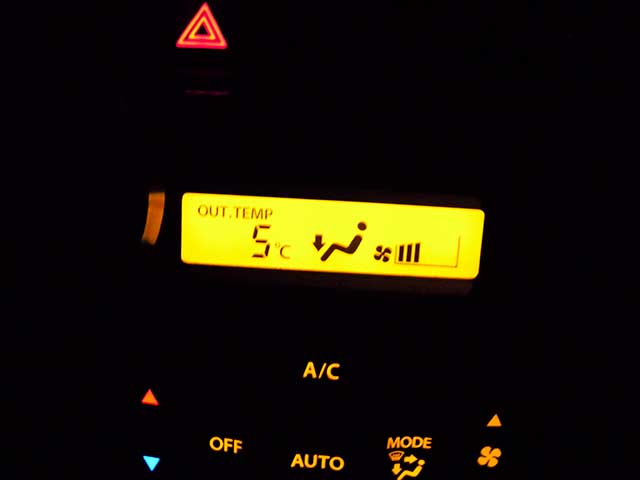 OUT.TEMP
5°C
A/C
OFF AUTO MODE